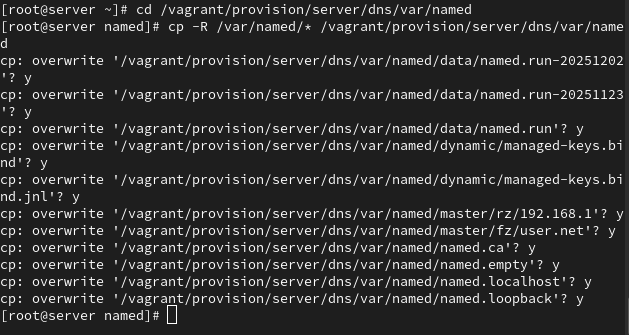 [root@server ~]# cd /vagrant/provision/server/dns/var/named
[root@server named]# cp -R /var/named/* /vagrant/provision/server/dns/var/name
d
cp: overwrite '/vagrant/provision/server/dns/var/named/data/named.run-20251202
'? y
cp: overwrite '/vagrant/provision/server/dns/var/named/data/named.run-20251123
'? y
cp: overwrite '/vagrant/provision/server/dns/var/named/data/named.run'? y
cp: overwrite '/vagrant/provision/server/dns/var/named/dynamic/managed-keys.bi
nd'? y
cp: overwrite '/vagrant/provision/server/dns/var/named/dynamic/managed-keys.bi
nd.jnl'? y
cp: overwrite '/vagrant/provision/server/dns/var/named/master/rz/192.168.1'? y
cp: overwrite '/vagrant/provision/server/dns/var/named/master/fz/user.net'? y
cp: overwrite '/vagrant/provision/server/dns/var/named/named.ca'? y
cp: overwrite '/vagrant/provision/server/dns/var/named/named.empty'? y
cp: overwrite '/vagrant/provision/server/dns/var/named/named.localhost'? y
cp: overwrite '/vagrant/provision/server/dns/var/named/named.loopback'? y
[root@server named]#